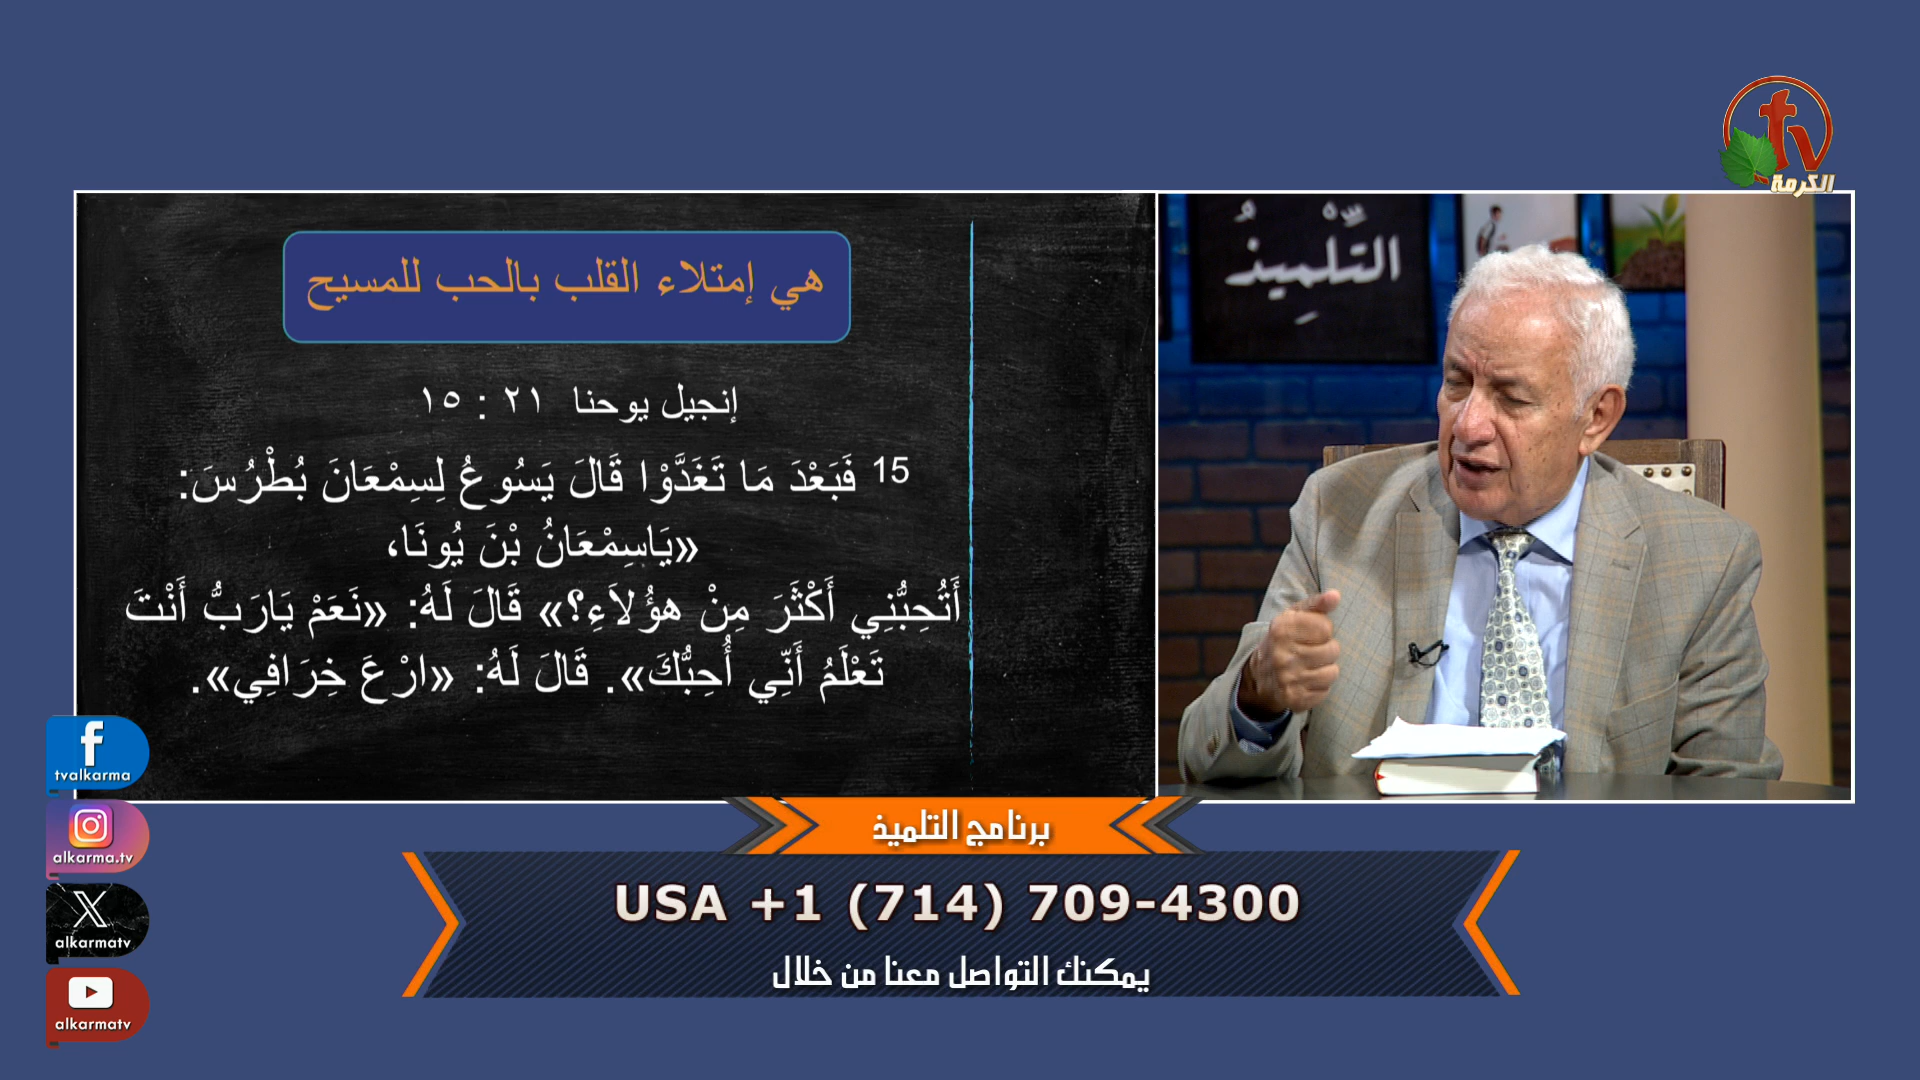 tv
الكرمة
التِّلْمِيذُ
هي إمتلاء القلب بالحب للمسيح
إنجيل يوحنا ٢١ : ١٥
15 فَبَعْدَ مَا تَغَدَّوْا قَالَ يَسُوعُ لِسِمْعَانَ بُطْرُسَ:
«يَاسِمْعَانُ بْنَ يُونَا،
أَتُحِبُّنِي أَكْثَرَ مِنْ هؤُلاَءِ؟» قَالَ لَهُ: «نَعَمْ يَارَبُّ أَنْتَ
تَعْلَمُ أَنِّي أُحِبُّكَ». قَالَ لَهُ: «ارْعَ خِرَافِي».
f
tvalkarma
alkarma.tv
X
alkarmatv
alkarmatv
برنامج التلميذ
USA +1 (714) 709-4300
يمكنك التواصل معنا من خلال